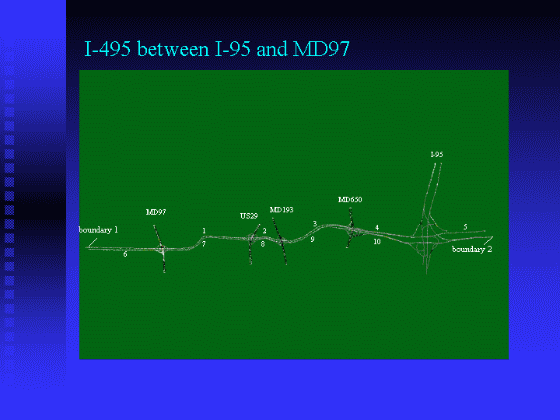 I-495 between I-95 and MD97
I-95
MD650
MD97
US29
MD193
boundary 1
1
2
3
4
5
6
7
8
9
10
boundary 2